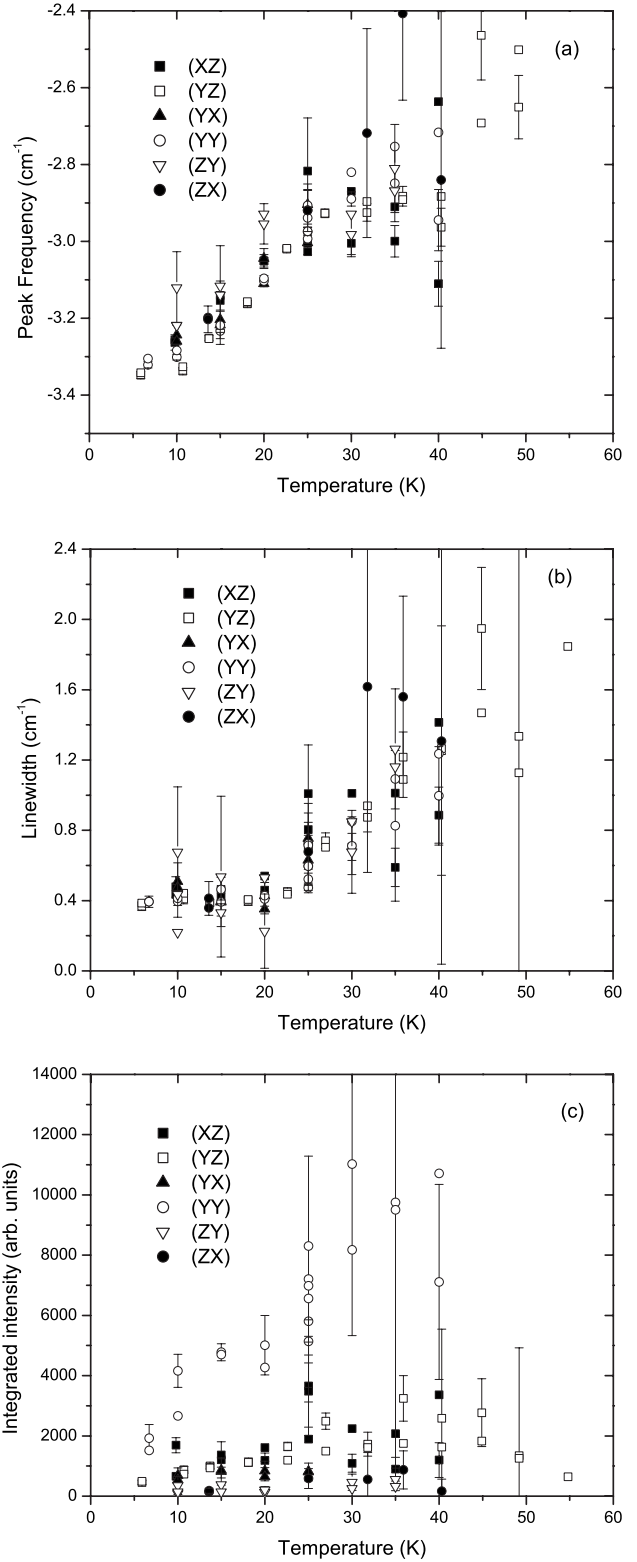 -2.4
(a)
(XZ)
(YZ)
-2.6
(YX)
(YY)
(ZY)
-2.8
(ZX)
Peak Frequency (cm-1)
-3.0
-3.2
-3.4
0 10 20 30 40 50 60
Temperature (K)
2.4
(b)
(XZ)
(YZ)
2.0
(YX)
(YY)
1.6
(ZY)
(ZX)
Linewidth (cm-1)
1.2
0.8
0.4
0.0
0 10 20 30 40 50 60
Temperature (K)
14000
(c)
(XZ)
12000
(YZ)
(YX)
10000
(YY)
(ZY)
(ZX)
8000
Integrated intensity (arb. units)
6000
4000
2000
0
0 10 20 30 40 50 60
Temperature (K)